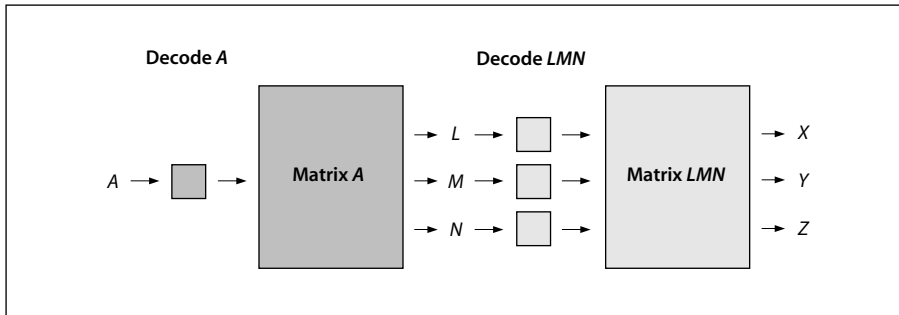 Decode A
Decode LMN
L
X
A
Matrix A
M
Matrix LMN
Y
N
Z